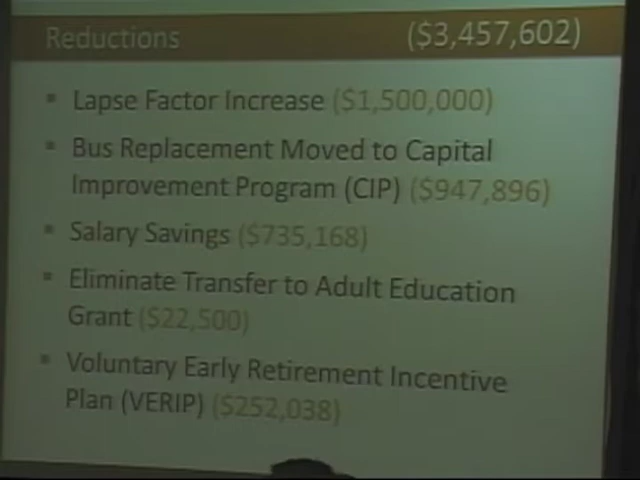 Reductions ($3,457,602)
▪ Lapse Factor Increase ($1,500,000)
▪ Bus Replacement Moved to Capital
Improvement Program (CIP) ($947,896)
▪ Salary Savings ($735,168)
▪ Eliminate Transfer to Adult Education
Grant ($22,500)
▪ Voluntary Early Retirement Incentive
Plan (VERIP) ($252,038)